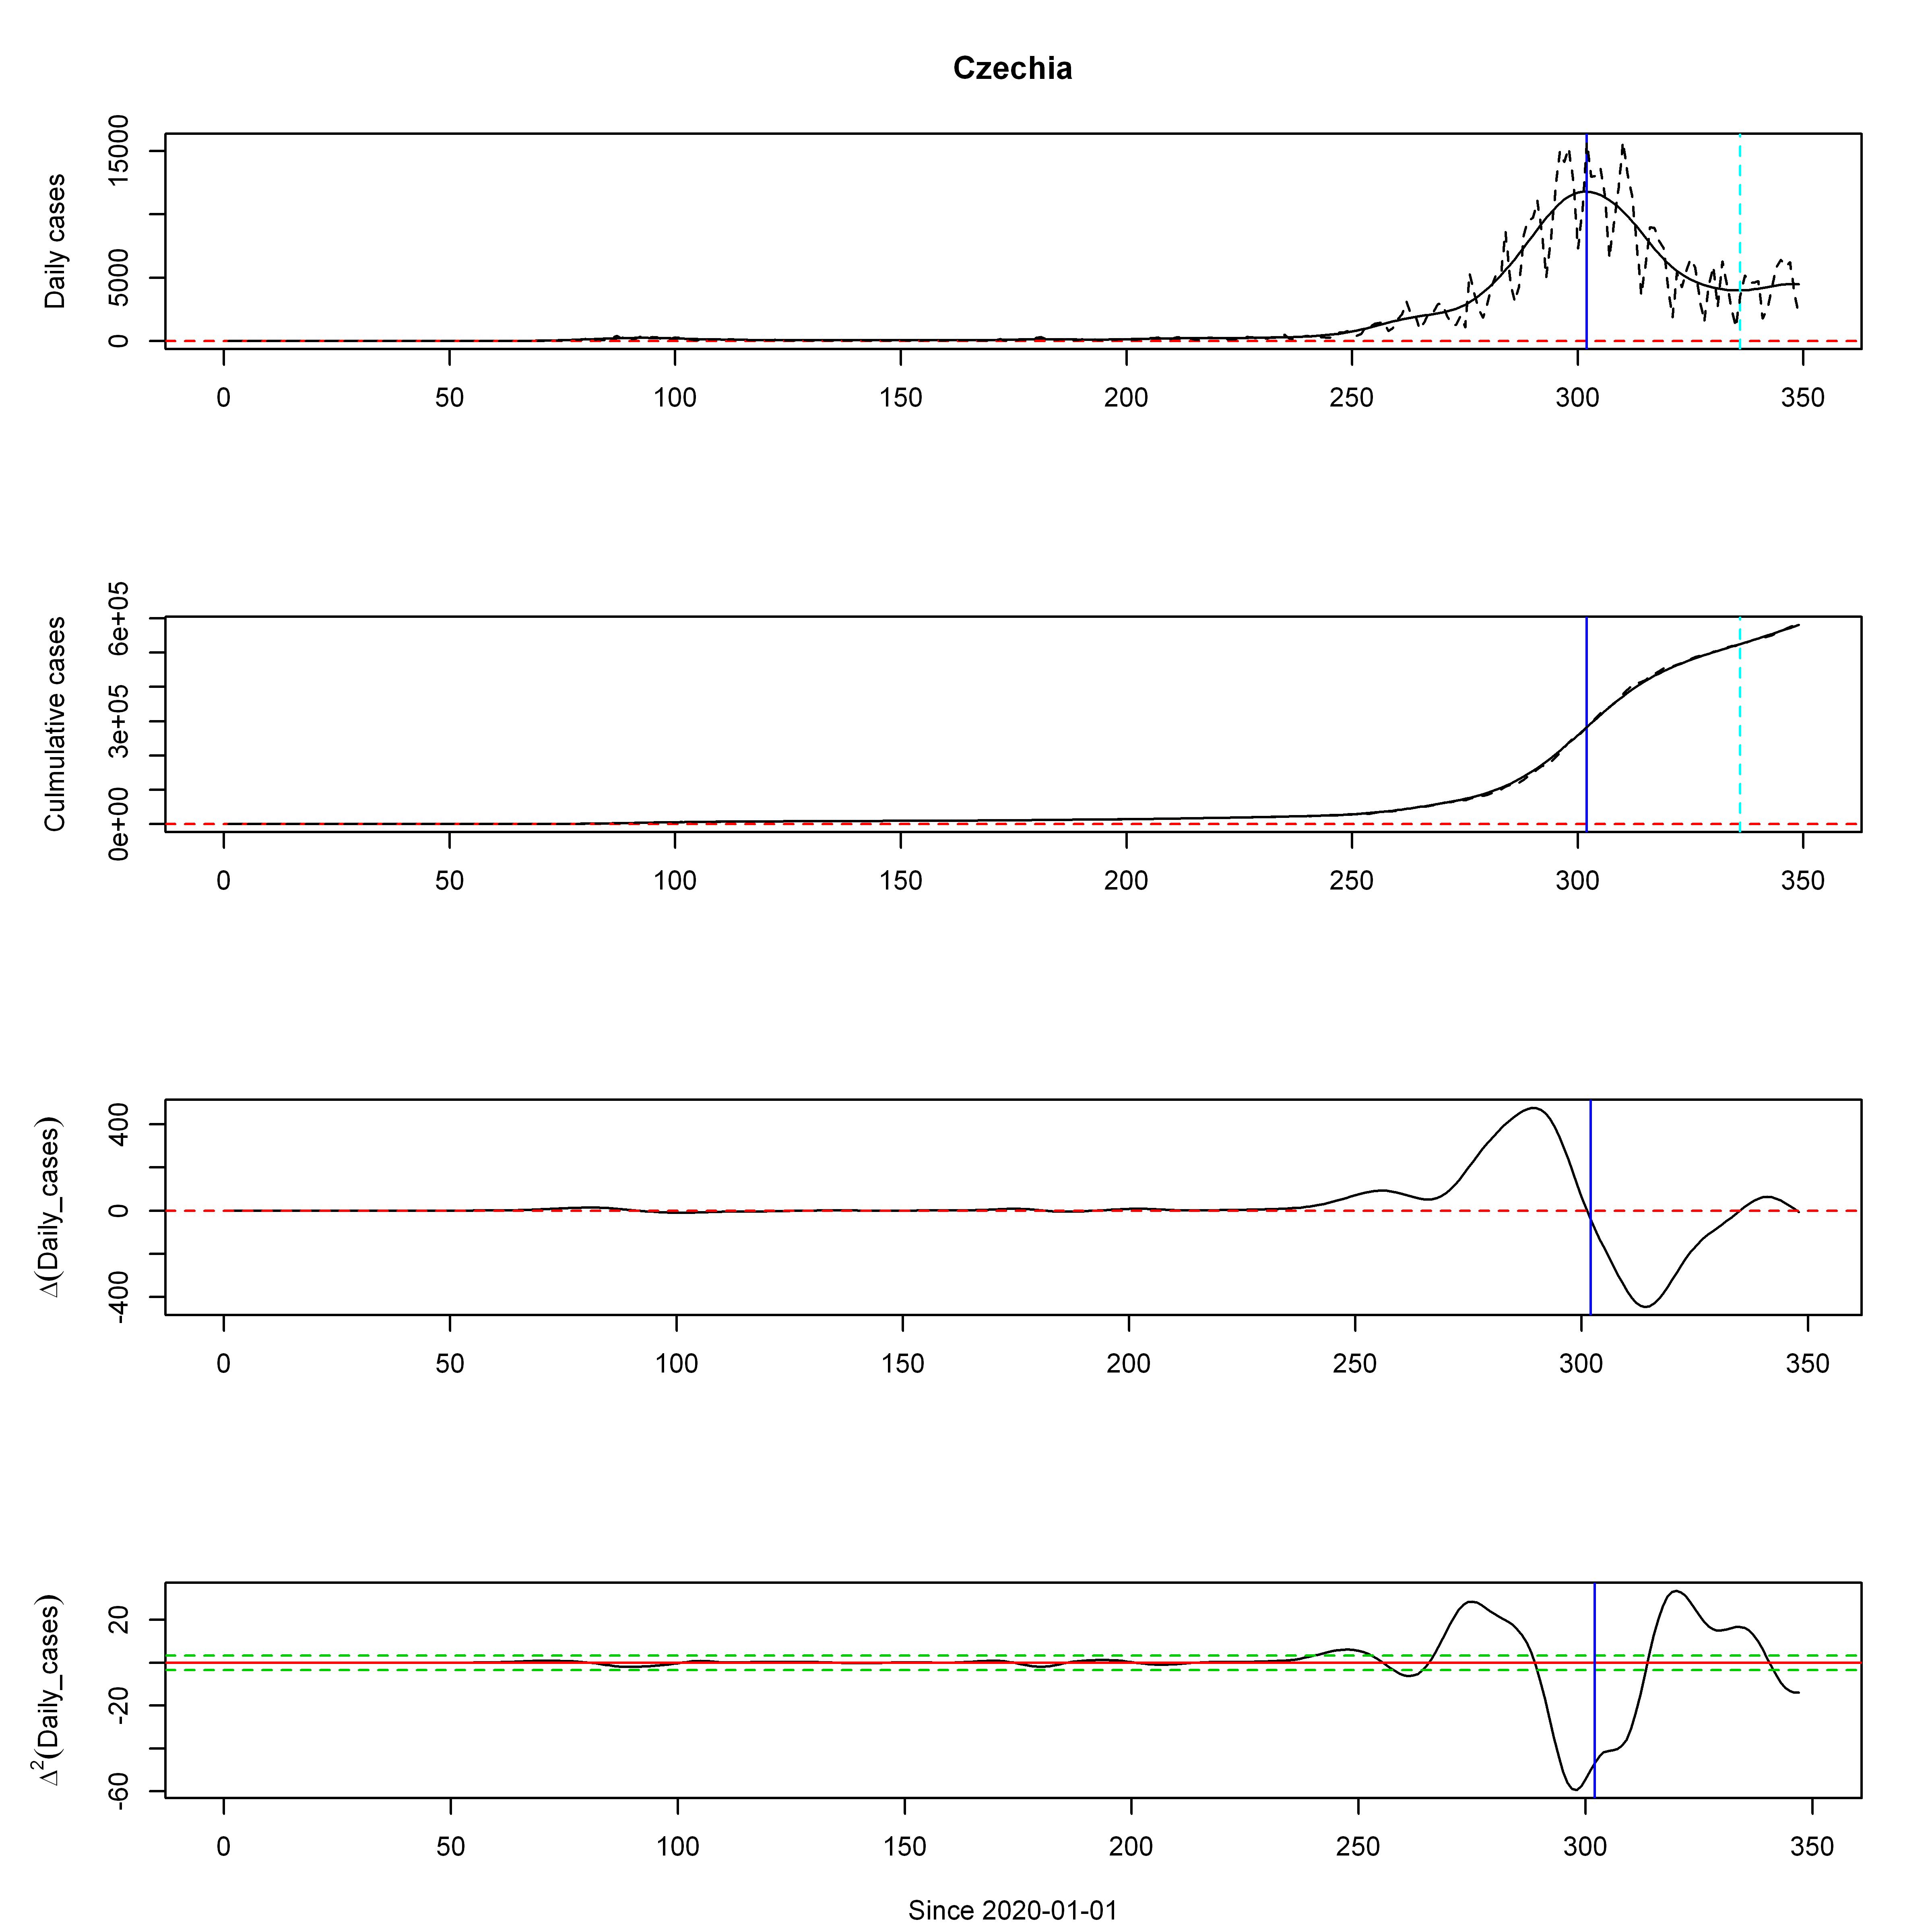 Czechia
Daily cases
0 5000 15000
0 50 100 150 200 250 300 350
Culmulative cases
0e+00 3e+05 6e+05
0 50 100 150 200 250 300 350
Δ(Daily_cases)
-400 0 400
0 50 100 150 200 250 300 350
Δ²(Daily_cases)
-60 -20 20
0 50 100 150 200 250 300 350
Since 2020-01-01